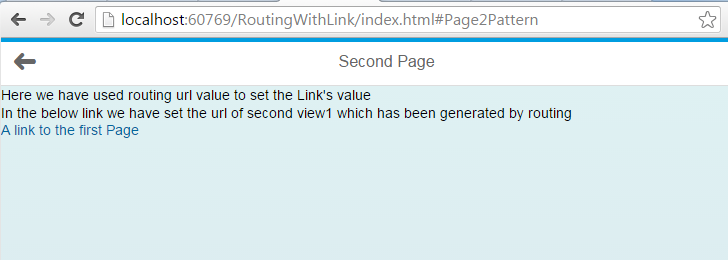 localhost:60769/RoutingWithLink/index.html#Page2Pattern
Second Page
Here we have used routing url value to set the Link's value
In the below link we have set the url of second view1 which has been generated by routing
A link to the first Page